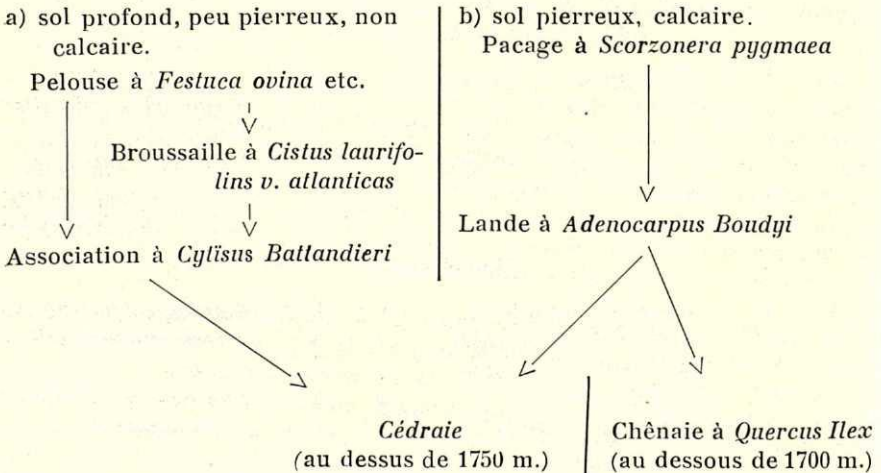 a) sol profond, peu pierreux, non
calcaire.
Pelouse à Festuca ovina etc.
Broussaille à Cistus laurifo-
lins v. atlanticas
Association à Cylïsus Battandieri
b) sol pierreux, calcaire.
Pacage à Scorzonera pygmaea
Lande à Adenocarpus Boudyi
Cédraie
(au dessus de 1750 m.)
Chênaie à Quercus Ilex
(au dessous de 1700 m.)